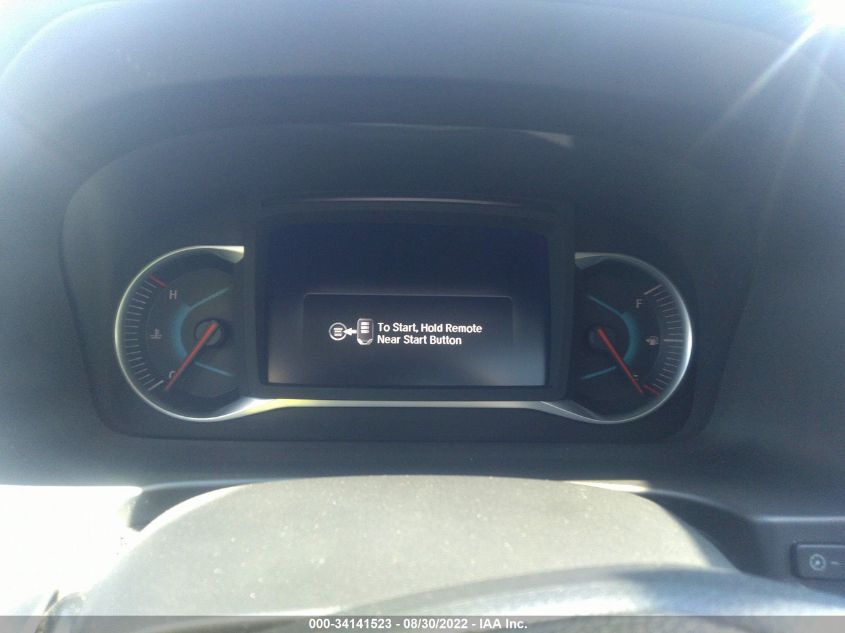 H
F
To Start, Hold Remote
Near Start Button
C
000-34141523 - 08/30/2022 - IAA Inc.